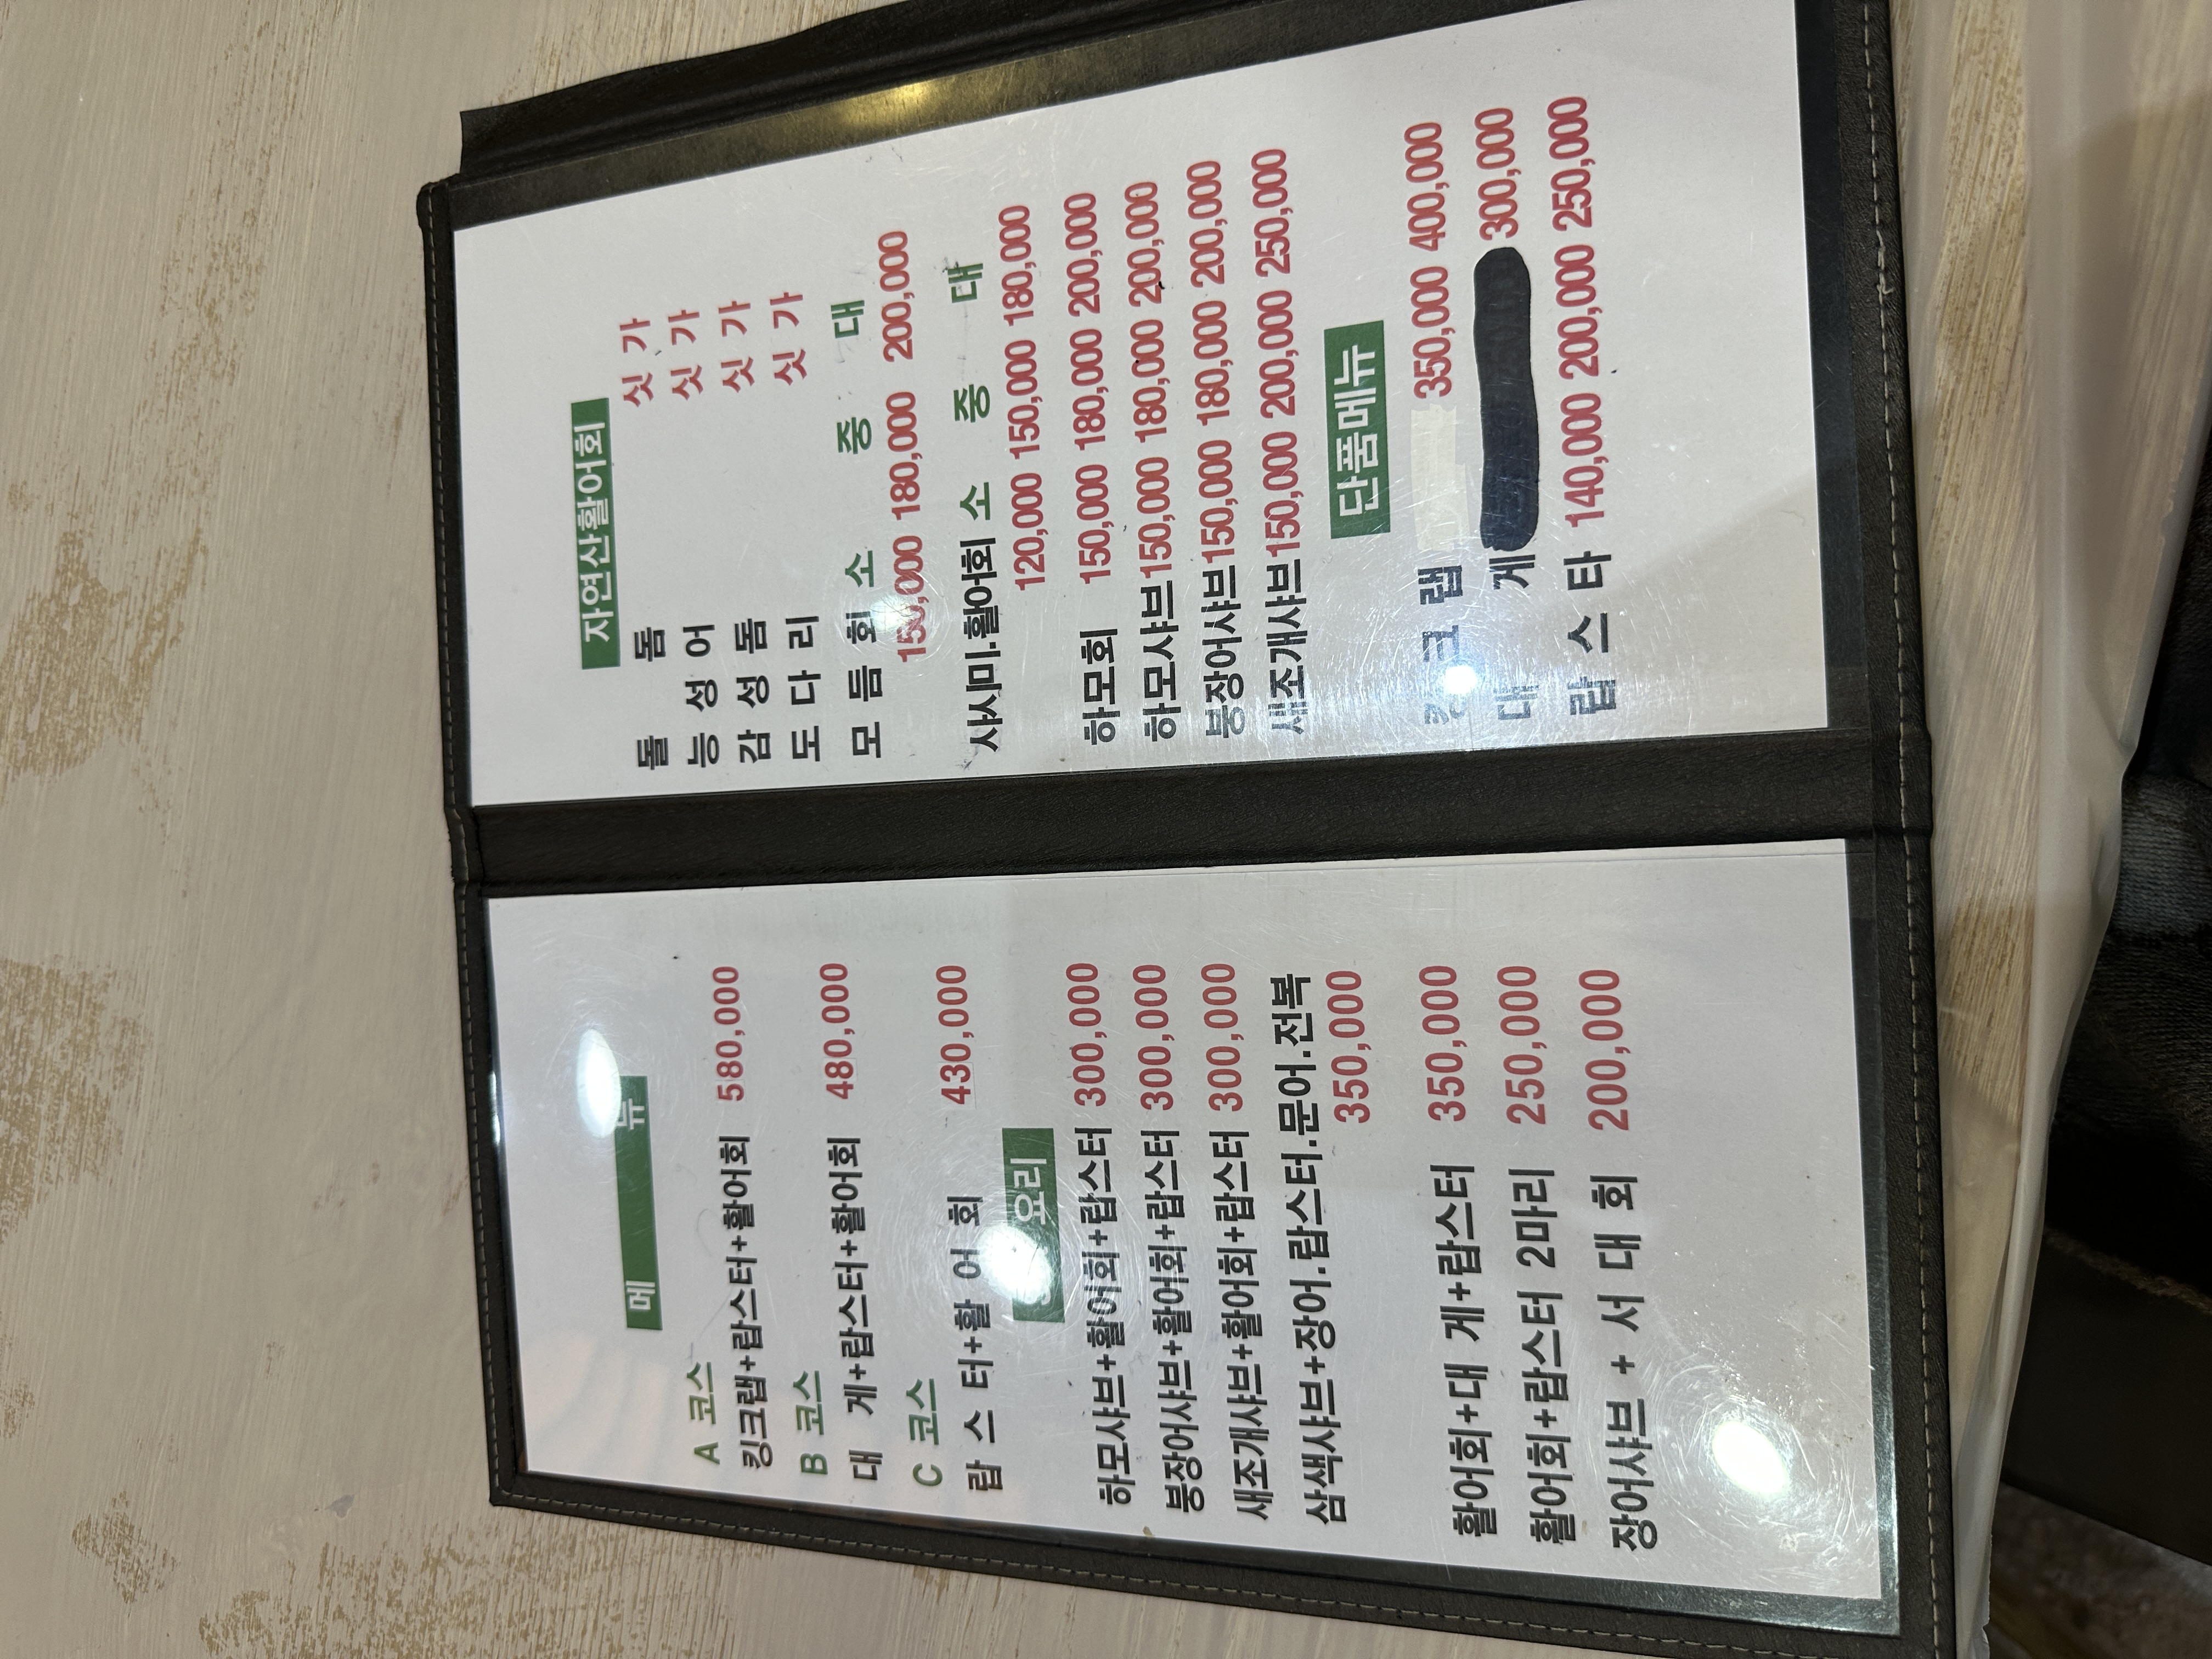 메 뉴
A 코스
킹크랩+랍스터+활어회 580,000
B 코스
대 게+랍스터+활어회 480,000
C 코스
랍 스 터+활 어 회 430,000
요리
하모샤브+활어회+랍스터 300,000
붕장어샤브+활어회+랍스터 300,000
새조개샤브+활어회+랍스터 300,000
삼색샤브+장어.랍스터.문어.전복
350,000
활어회+대 게+랍스터 350,000
활어회+랍스터 2마리 250,000
장어샤브 + 서 대 회 200,000
자연산활어회
돌 돔 싯 가
능 성 어 싯 가
감 성 돔 싯 가
도 다 리 싯 가
모 듬 회 소 중 대
150,000 180,000 200,000
사시미.활어회 소 중 대
120,000 150,000 180,000
하모회 150,000 180,000 200,000
하모샤브 150,000 180,000 200,000
붕장어샤브 150,000 180,000 200,000
새조개샤브 150,000 200,000 250,000
단품메뉴
킹 크 랩 350,000 400,000
대 게 300,000
랍 스 타 140,000 200,000 250,000